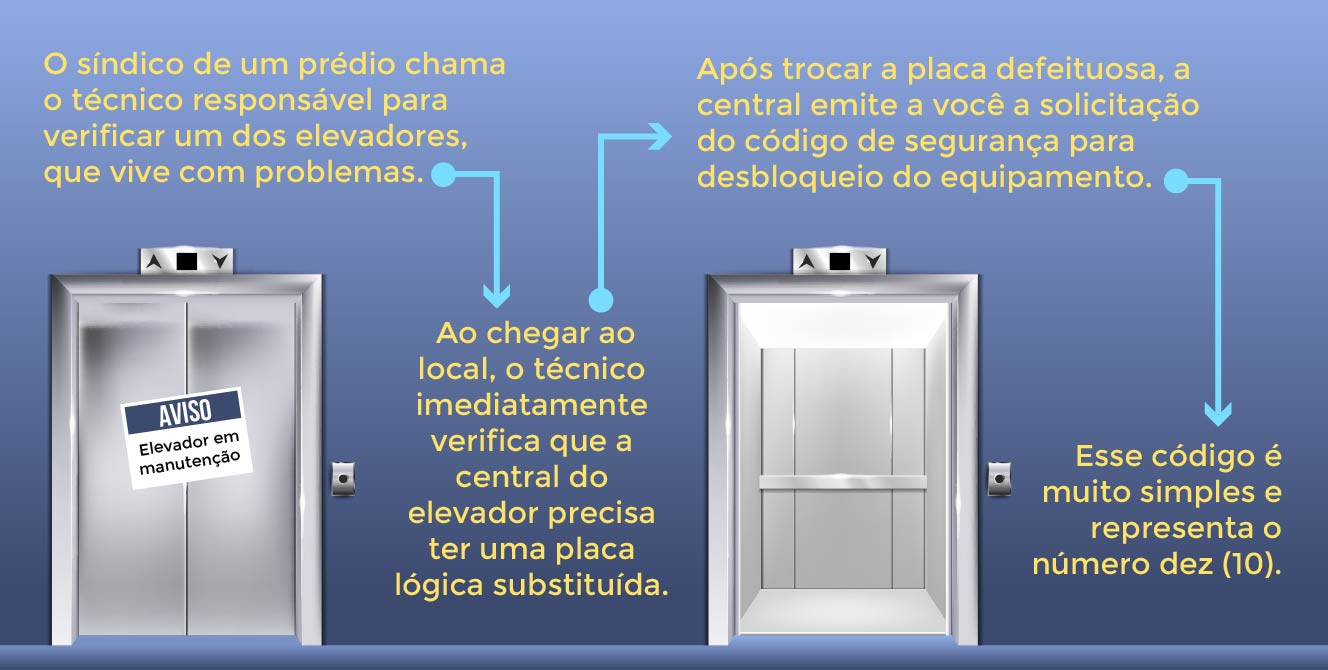 O síndico de um prédio chama
o técnico responsável para
verificar um dos elevadores,
que vive com problemas.
Ao chegar ao
local, o técnico
imediatamente
verifica que a
central do
elevador precisa
ter uma placa
lógica substituída.
Após trocar a placa defeituosa, a
central emite a você a solicitação
do código de segurança para
desbloqueio do equipamento.
Esse código é
muito simples e
representa o
número dez (10).
AVISO
Elevador em
manutenção